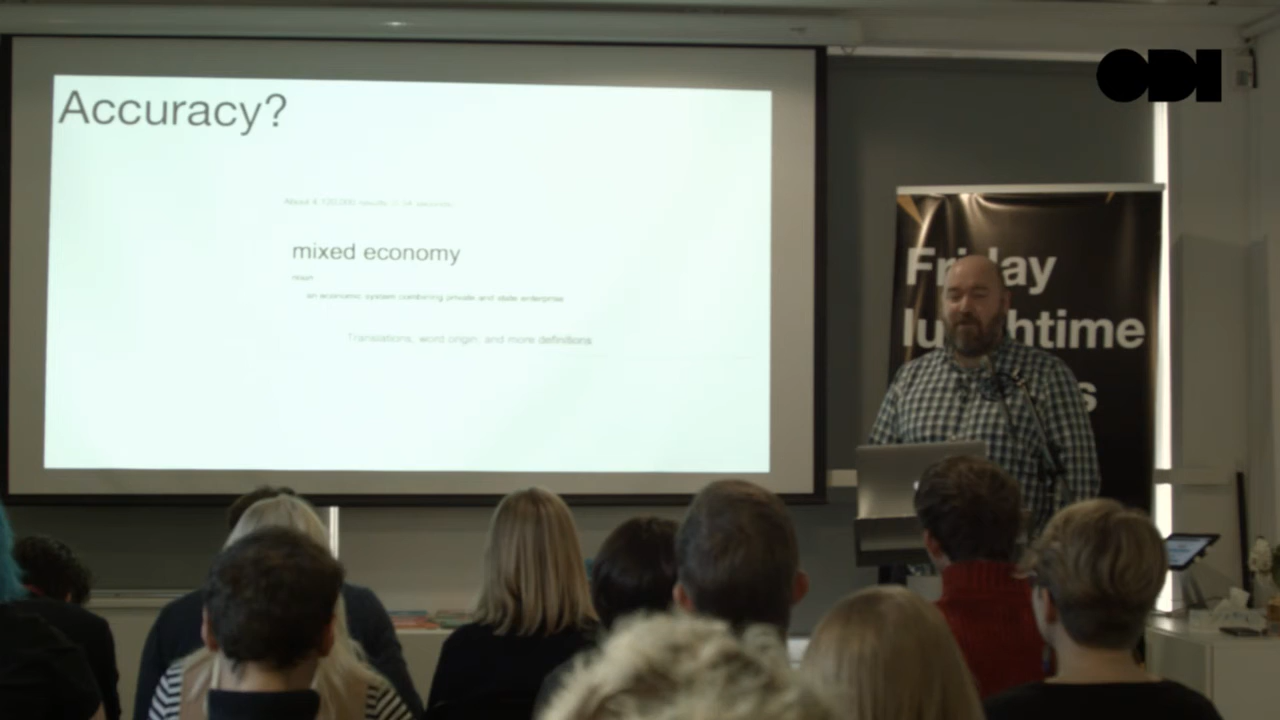 Accuracy?
mixed economy
noun
an economic system combining private and state enterprise
Translations, word origin, and more definitions
ODI
Friday
lunchtime